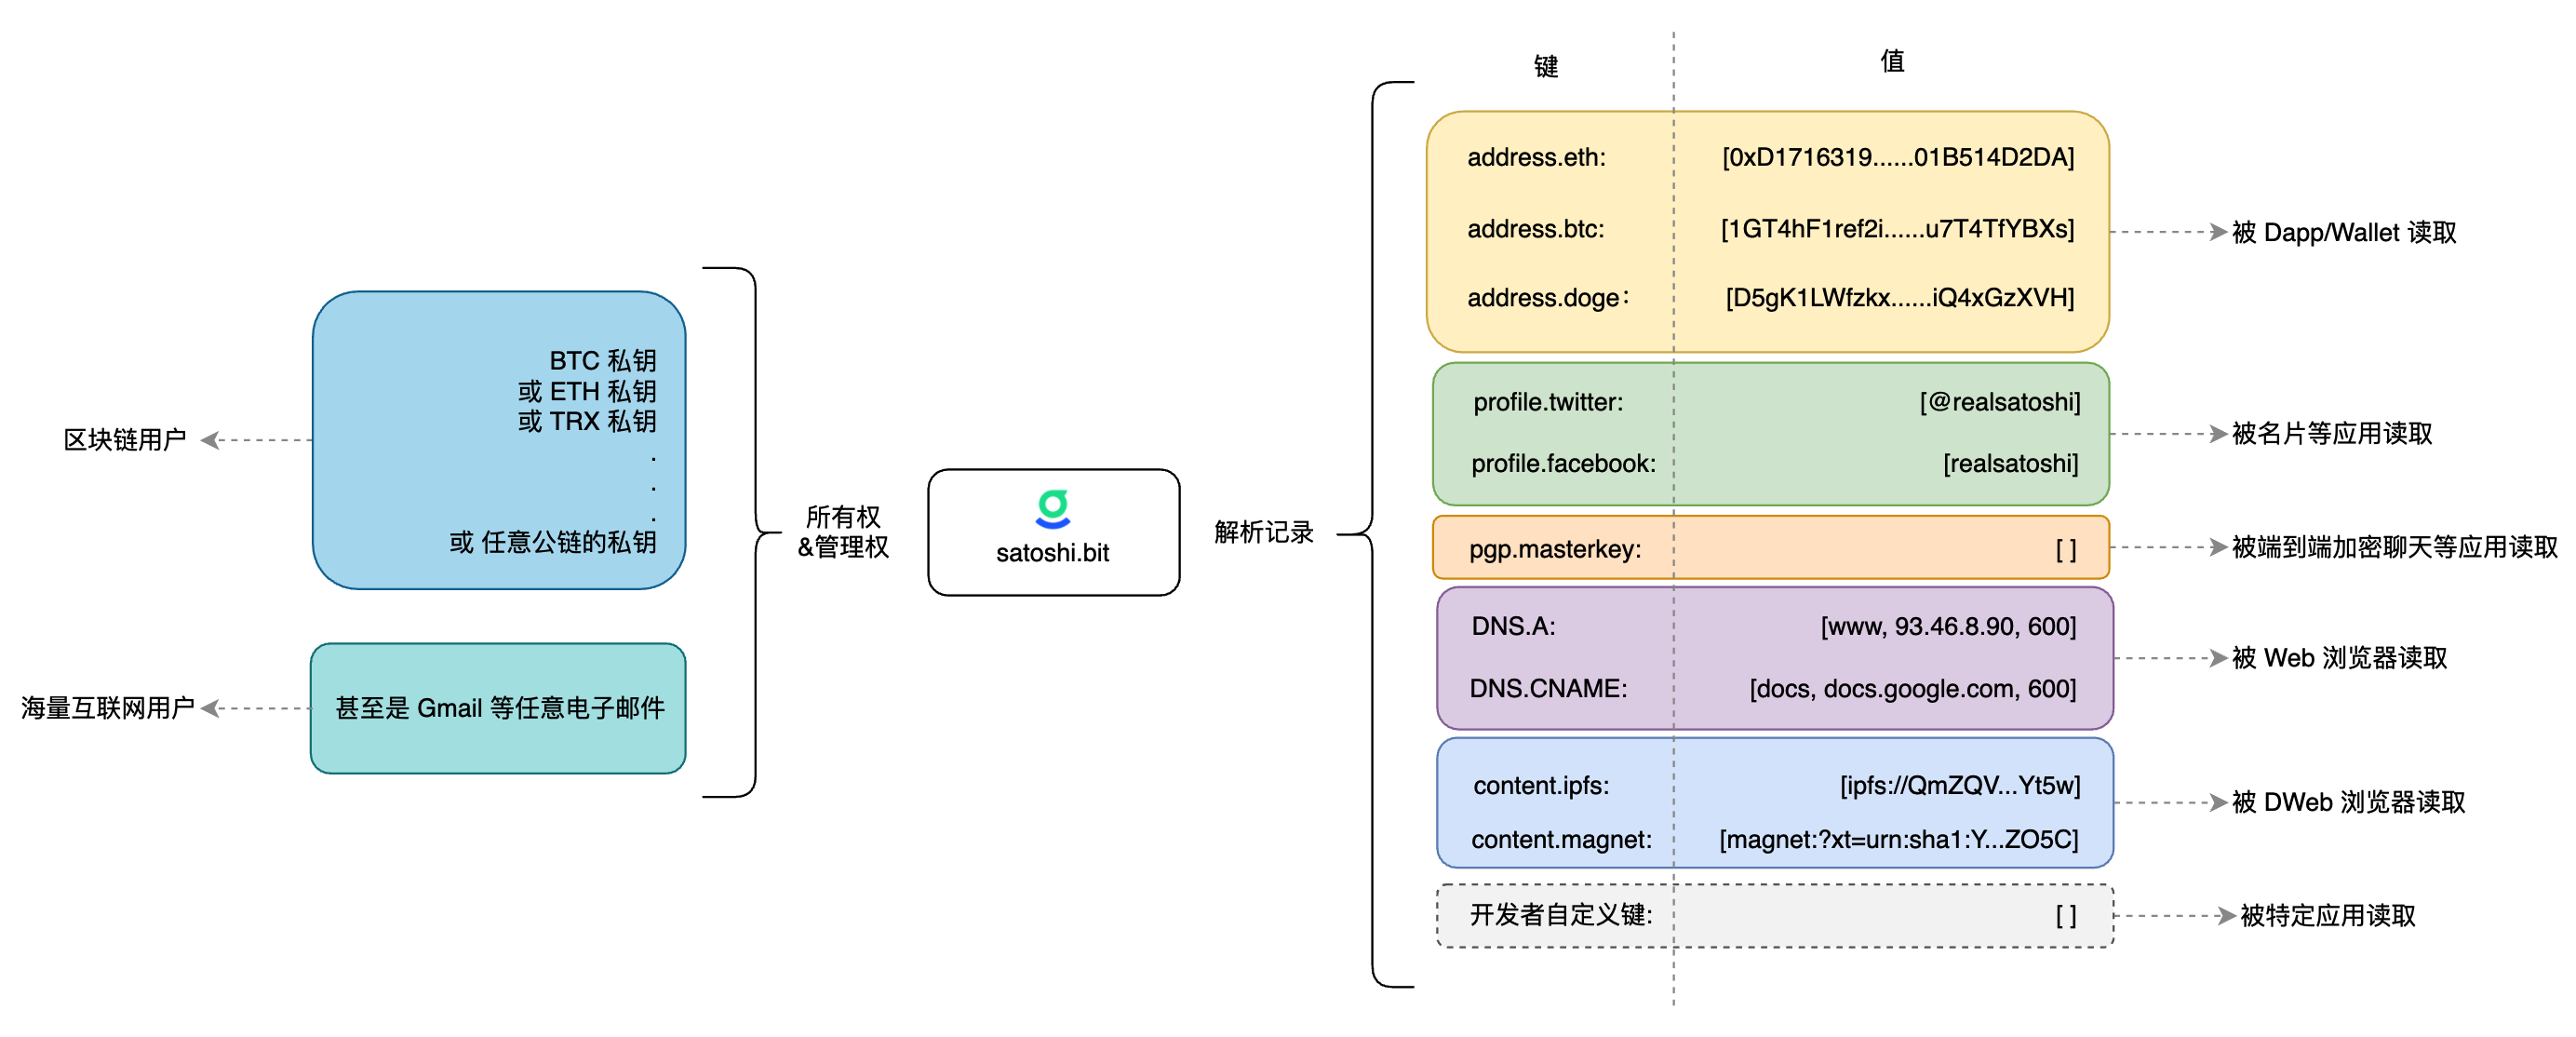 区块链用户
BTC 私钥
或 ETH 私钥
或 TRX 私钥
.
.
.
或 任意公链的私钥
海量互联网用户
甚至是 Gmail 等任意电子邮件
所有权
&管理权
satoshi.bit
解析记录
键 值
address.eth: [0xD1716319......01B514D2DA]
address.btc: [1GT4hF1ref2i......u7T4TfYBXs]
address.doge： [D5gK1LWfzkx......iQ4xGzXVH]
被 Dapp/Wallet 读取
profile.twitter: [@realsatoshi]
profile.facebook: [realsatoshi]
被名片等应用读取
pgp.masterkey: [ ]
被端到端加密聊天等应用读取
DNS.A: [www, 93.46.8.90, 600]
DNS.CNAME: [docs, docs.google.com, 600]
被 Web 浏览器读取
content.ipfs: [ipfs://QmZQV...Yt5w]
content.magnet: [magnet:?xt=urn:sha1:Y...ZO5C]
被 DWeb 浏览器读取
开发者自定义键: [ ]
被特定应用读取